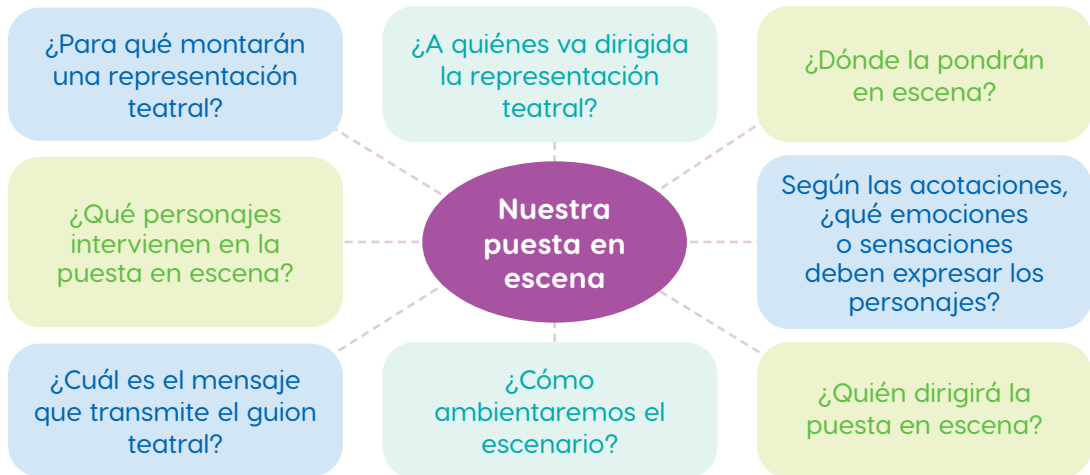 ¿Para qué montarán
una representación
teatral?
¿A quiénes va dirigida
la representación
teatral?
¿Dónde la pondrán
en escena?
¿Qué personajes
intervienen en la
puesta en escena?
Nuestra
puesta en
escena
Según las acotaciones,
¿qué emociones
o sensaciones
deben expresar los
personajes?
¿Cuál es el mensaje
que transmite el guion
teatral?
¿Cómo
ambientaremos el
escenario?
¿Quién dirigirá la
puesta en escena?